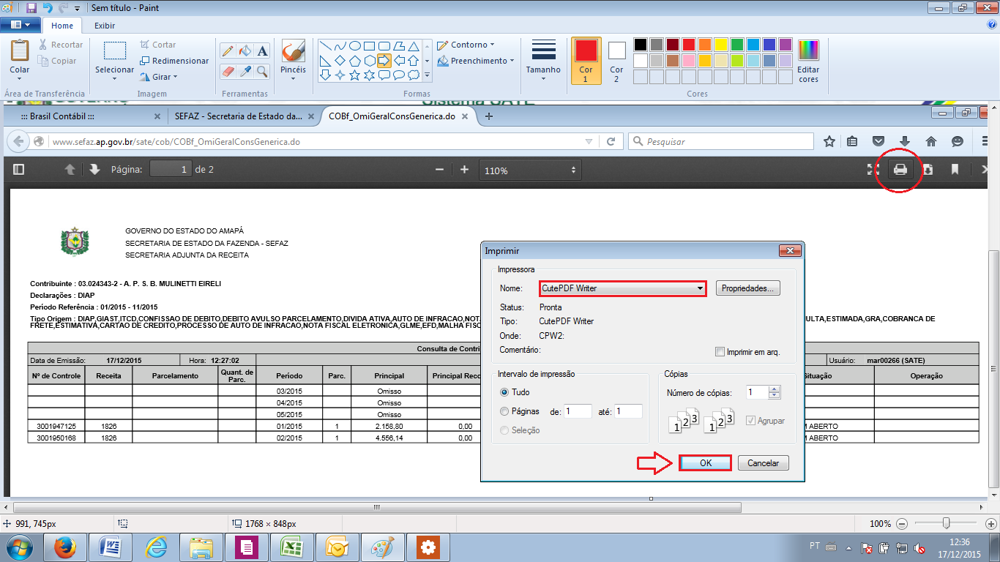 Sem título - Paint
Home
Exibir
Colar
Recortar
Copiar
Área de Transferência
Selecionar
Cortar
Redimensionar
Girar
Imagem
A
Ferramentas
Pincéis
Formas
Contorno
Preenchimento
Tamanho
Cor 1
Cor 2
Editar cores
Cores
Sistema SATE
::: Brasil Contábil :::
SEFAZ - Secretaria de Estado da...
COBf_OmiGeralConsGenerica.do
www.sefaz.ap.gov.br/sate/cob/COBf_OmiGeralConsGenerica.do
Pesquisar
Página: 1 de 2
110%
GOVERNO DO ESTADO DO AMAPÁ
SECRETARIA DE ESTADO DA FAZENDA - SEFAZ
SECRETARIA ADJUNTA DA RECEITA
Contribuinte : 03.024343-2 - A. P. S. B. MULINETTI EIRELI
Declarações : DIAP
Período Referência : 01/2015 - 11/2015
Tipo Origem : DIAP,GIAST,ITCD,CONFISSAO DE DEBITO,DEBITO AVULSO PARCELAMENTO,DIVIDA ATIVA,AUTO DE INFRACAO,NOT. ULTA,ESTIMADA,GRA,COBRANCA DE
FRETE,ESTIMATIVA,CARTAO DE CREDITO,PROCESSO DE AUTO DE INFRACAO,NOTA FISCAL ELETRONICA,GLME,EFD,MALHA FISC
Consulta de Contri
Data de Emissão: 17/12/2015 Hora: 12:27:02 Usuário: mar00266 (SATE)
Nº de Controle Receita Parcelamento Quant. de Parc. Período Parc. Principal Principal Reco Situação Operação
03/2015 Omisso
04/2015 Omisso
05/2015 Omisso
3001947125 1826 01/2015 1 2.158,80 0,00 M ABERTO
3001950168 1826 02/2015 1 4.556,14 0,00 M ABERTO
Imprimir
Impressora
Nome: CutePDF Writer Propriedades...
Status: Pronta
Tipo: CutePDF Writer
Onde: CPW2:
Comentário: Imprimir em arq.
Intervalo de impressão
Tudo
Páginas de: 1 até: 1
Seleção
Cópias
Número de cópias: 1
1 2 3 1 2 3 Agrupar
OK Cancelar
991, 745px
1768 × 848px
100%
PT
12:36
17/12/2015